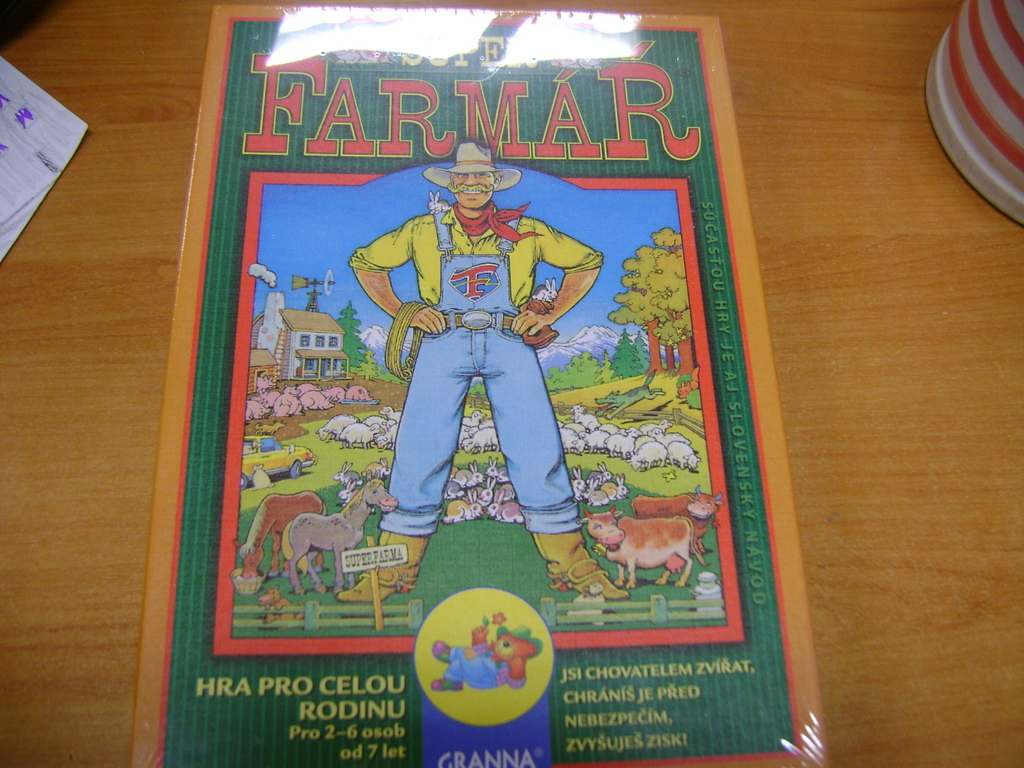 SUPER
FARMÁŘ
SÚČASŤOU HRY JE AJ SLOVENSKÝ NÁVOD
F
SUPERFARMA
HRA PRO CELOU
RODINU
Pro 2–6 osob
od 7 let
GRANNA®
JSI CHOVATELEM ZVÍŘAT,
CHRÁNÍŠ JE PŘED
NEBEZPEČÍM,
ZVYŠUJEŠ ZISK!